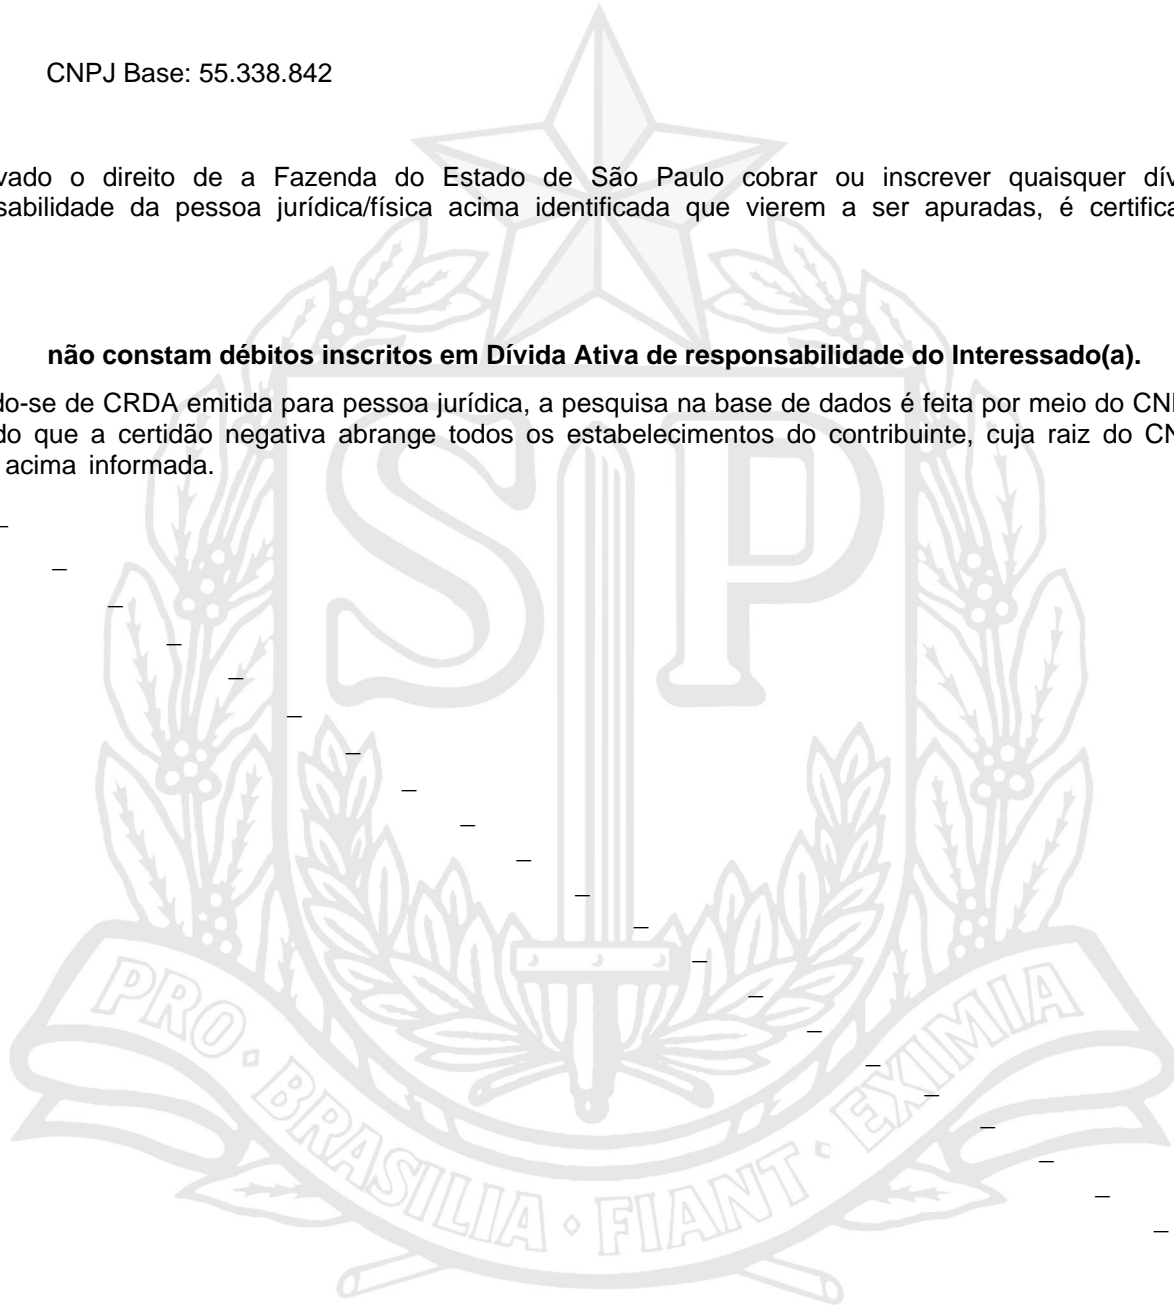 CNPJ Base: 55.338.842
vado o direito de a Fazenda do Estado de São Paulo cobrar ou inscrever quaisquer dív
sabilidade da pessoa jurídica/física acima identificada que vierem a ser apuradas, é certifica
não constam débitos inscritos em Dívida Ativa de responsabilidade do Interessado(a).
do-se de CRDA emitida para pessoa jurídica, a pesquisa na base de dados é feita por meio do CN
do que a certidão negativa abrange todos os estabelecimentos do contribuinte, cuja raiz do CN
acima informada.
SP
PRO · BRASILIA · FIANT · EXIMIA